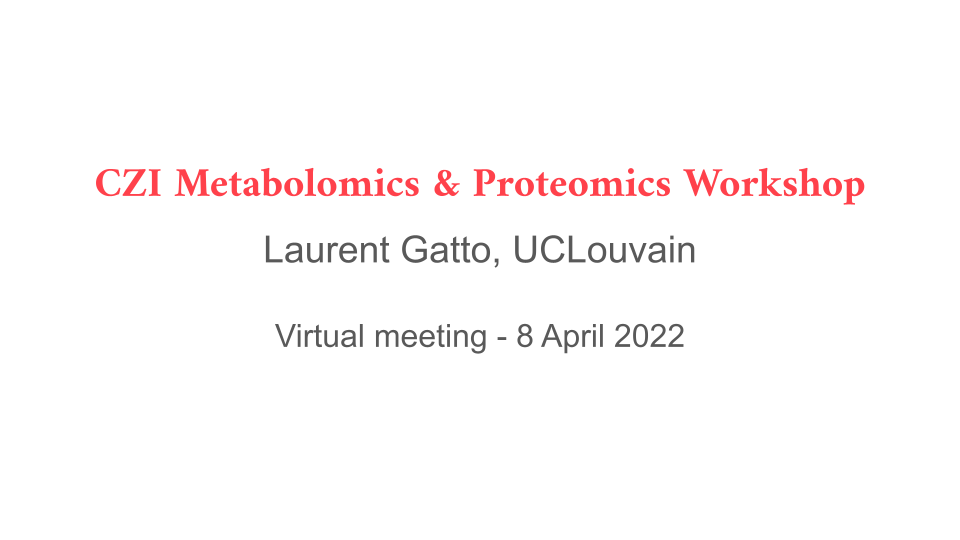 CZI Metabolomics & Proteomics Workshop
Laurent Gatto, UCLouvain
Virtual meeting - 8 April 2022